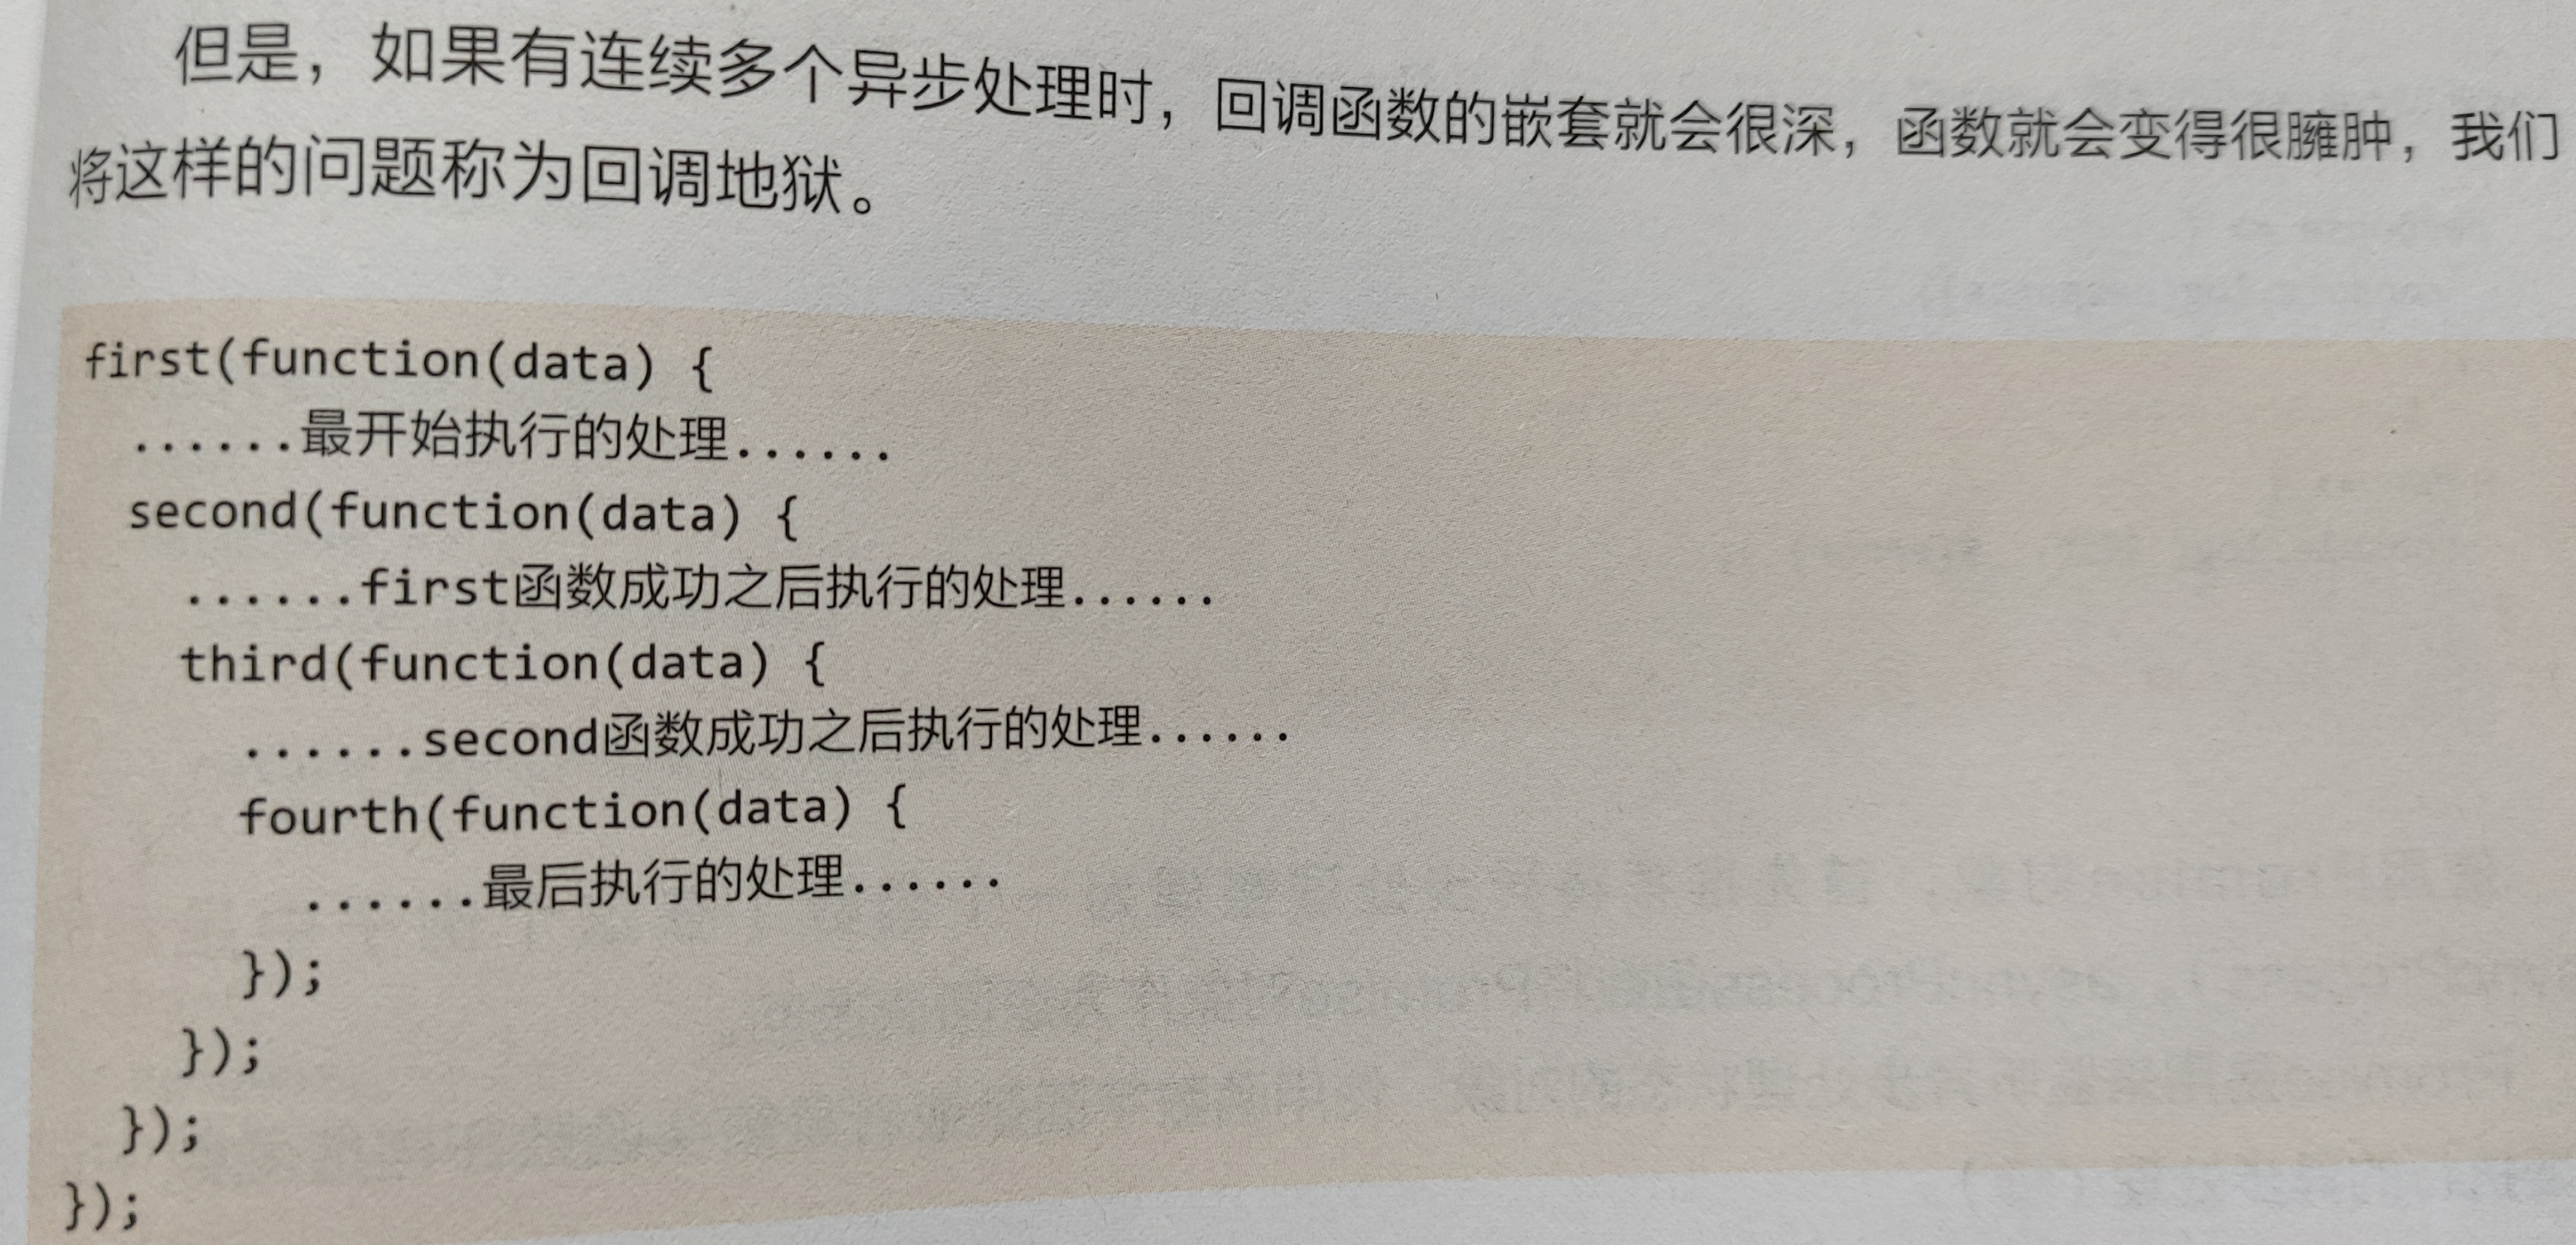 但是，如果有连续多个异步处理时，回调函数的嵌套就会很深，函数就会变得很臃肿，我们
将这样的问题称为回调地狱。
first(function(data) {
......最开始执行的处理......
second(function(data) {
......first函数成功之后执行的处理......
third(function(data) {
......second函数成功之后执行的处理......
fourth(function(data) {
......最后执行的处理......
});
});
});
});